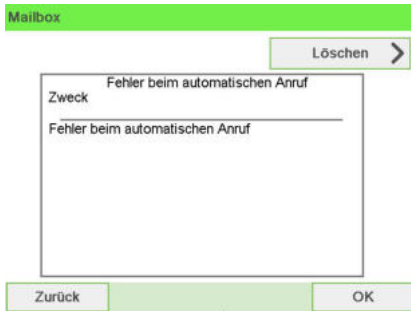 Mailbox
Löschen
Fehler beim automatischen Anruf
Zweck
Fehler beim automatischen Anruf
Zurück
OK